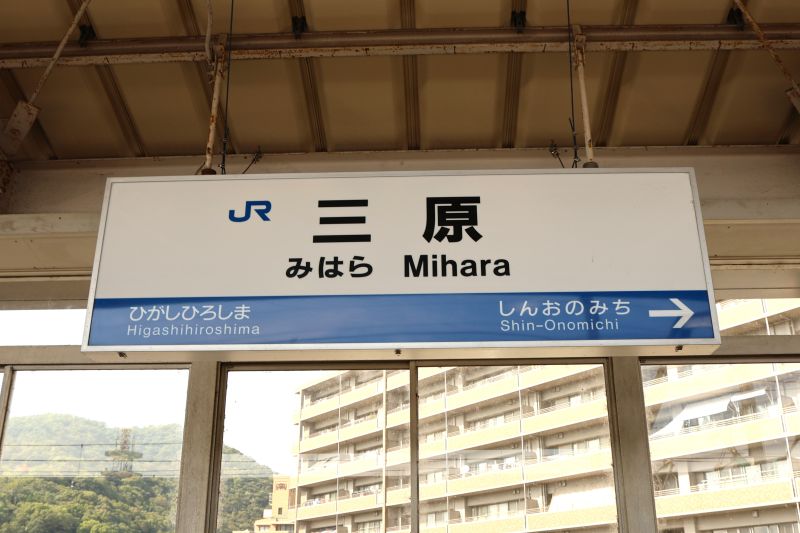 JR 三原
みはら Mihara
ひがしひろしま しんおのみち →
Higashihiroshima Shin-Onomichi